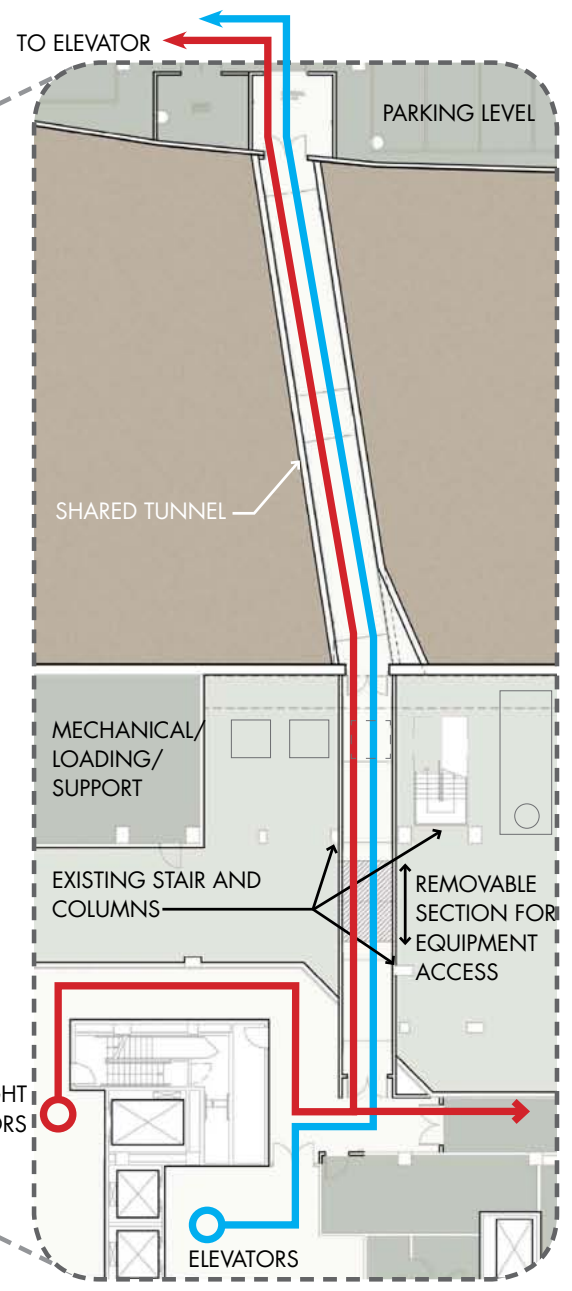 TO ELEVATOR
PARKING LEVEL
SHARED TUNNEL
MECHANICAL/
LOADING/
SUPPORT
EXISTING STAIR AND
COLUMNS
REMOVABLE
SECTION FOR
EQUIPMENT
ACCESS
GHT
ORS
ELEVATORS